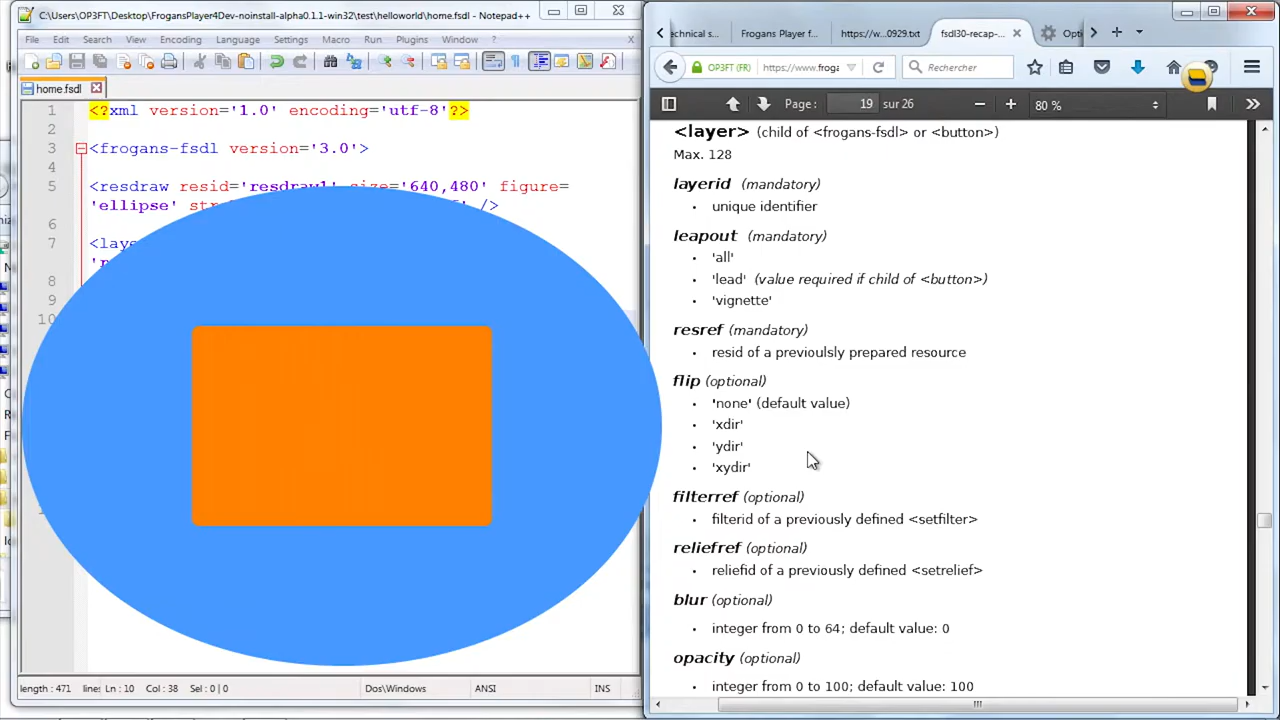 C:\Users\OP3FT\Desktop\FrogansPlayer4Dev-noinstall-alpha0.1.1-win32\test\helloworld\home.fsdl - Notepad++
File Edit Search View Encoding Language Settings Macro Run Plugins Window ?
home.fsdl
1 <?xml version='1.0' encoding='utf-8'?>
2
3 <frogans-fsdl version='3.0'>
4
5 <resdraw resid='resdraw1' size='640,480' figure=
'ellipse' str
6
7 <lay
8
9
10
length : 471 lines Ln : 10 Col : 38 Sel : 0 | 0 Dos\Windows ANSI INS
echnical s... Frogans Player f... https://w...0929.txt fsdl30-recap-... Opti
OP3FT (FR) https://www.froga Rechercher
Page : 19 sur 26 80 %
<layer> (child of <frogans-fsdl> or <button>)
Max. 128
layerid (mandatory)
• unique identifier
leapout (mandatory)
• 'all'
• 'lead' (value required if child of <button>)
• 'vignette'
resref (mandatory)
• resid of a previoulsly prepared resource
flip (optional)
• 'none' (default value)
• 'xdir'
• 'ydir'
• 'xydir'
filterref (optional)
• filterid of a previously defined <setfilter>
reliefref (optional)
• reliefid of a previously defined <setrelief>
blur (optional)
• integer from 0 to 64; default value: 0
opacity (optional)
• integer from 0 to 100; default value: 100